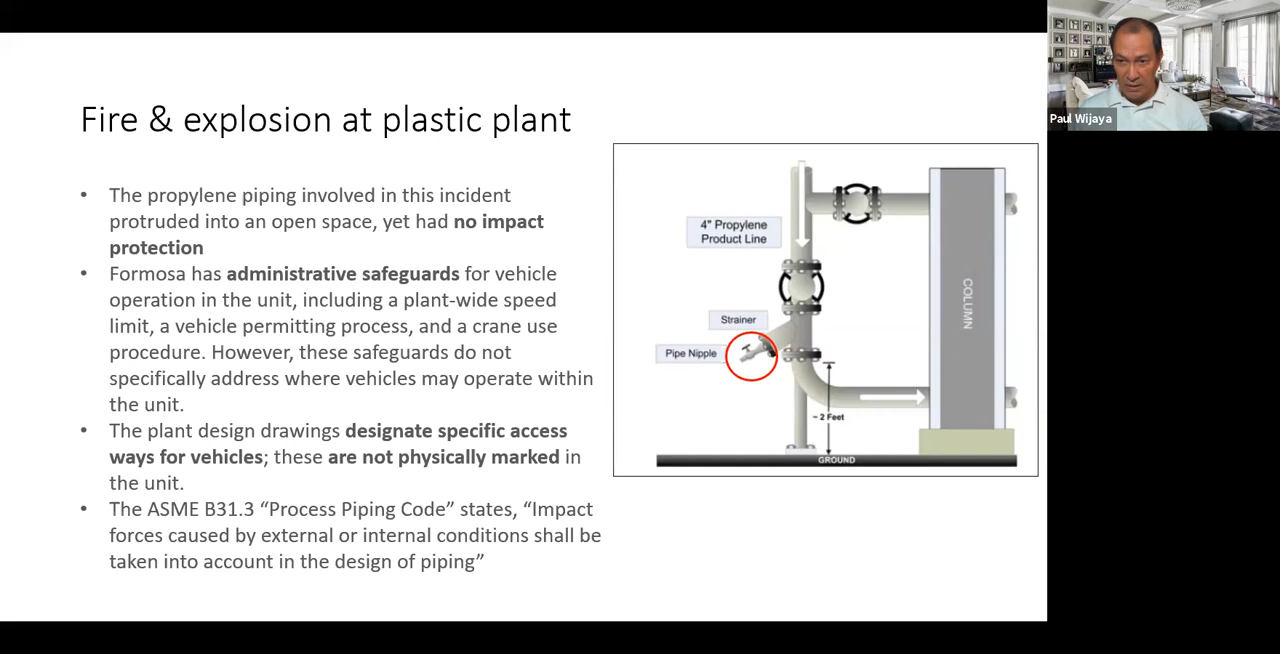 Fire & explosion at plastic plant
• The propylene piping involved in this incident
protruded into an open space, yet had no impact
protection
• Formosa has administrative safeguards for vehicle
operation in the unit, including a plant-wide speed
limit, a vehicle permitting process, and a crane use
procedure. However, these safeguards do not
specifically address where vehicles may operate within
the unit.
• The plant design drawings designate specific access
ways for vehicles; these are not physically marked in
the unit.
• The ASME B31.3 “Process Piping Code” states, “Impact
forces caused by external or internal conditions shall be
taken into account in the design of piping”
4" Propylene
Product Line
Strainer
Pipe Nipple
~ 2 Feet
COLUMN
GROUND
Paul Wijaya